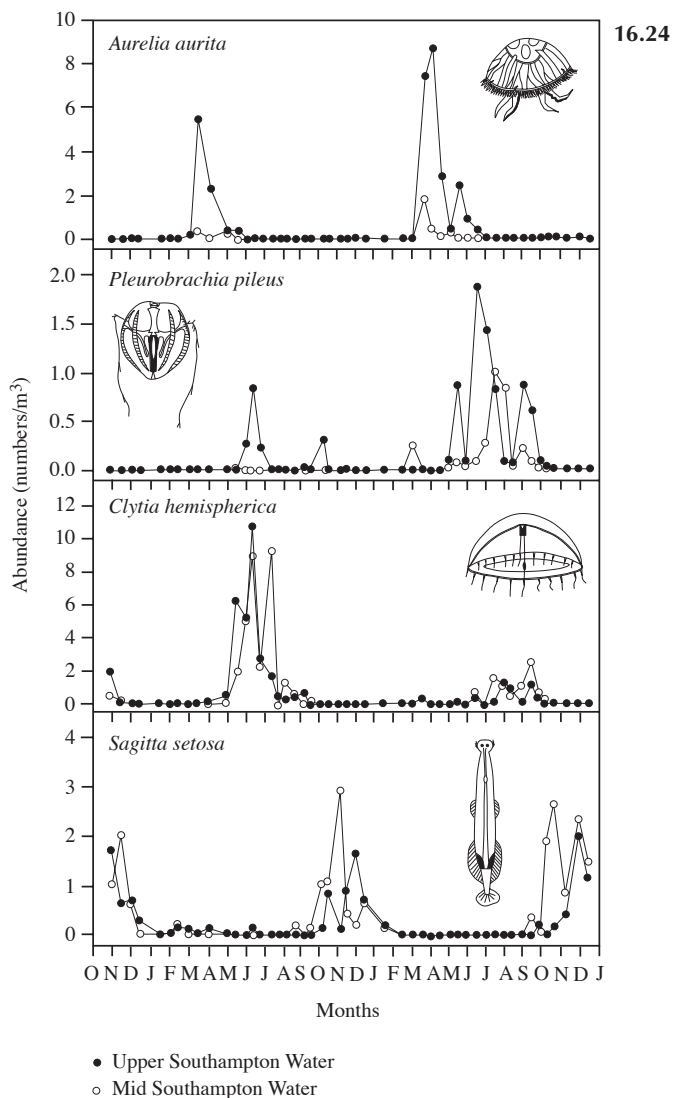 16.24
10
Aurelia aurita
8
6
4
2
0
Pleurobrachia pileus
2.0
1.5
1.0
0.5
0.0
Abundance (numbers/m³)
Clytia hemispherica
12
10
8
6
4
2
0
Sagitta setosa
4
3
2
1
0
O N D J F M A M J J A S O N D J F M A M J J A S O N D J
Months
● Upper Southampton Water
○ Mid Southampton Water